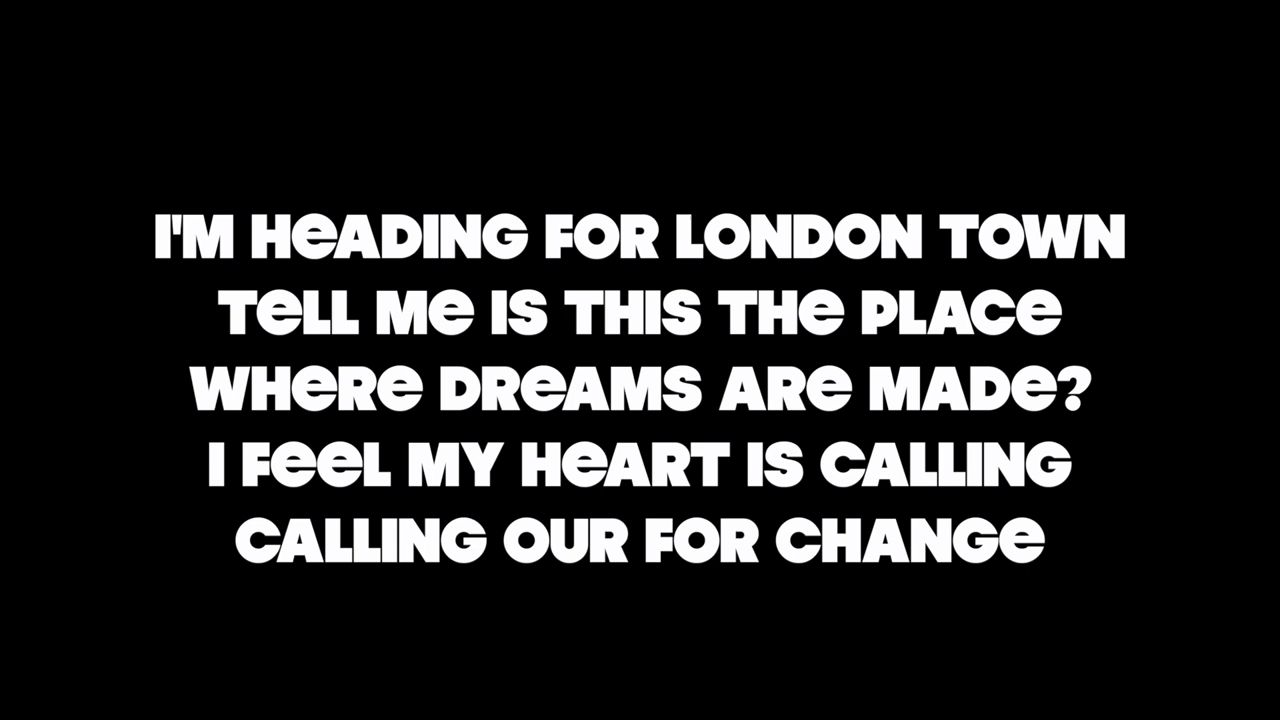 I'M HeADING FOR LONDON TOWN
TeLL Me IS THIS THe PLACe
WHeRe DReAMS ARe MADe?
I FeeL MY HeART IS CALLING
CALLING OUR FOR CHANGe